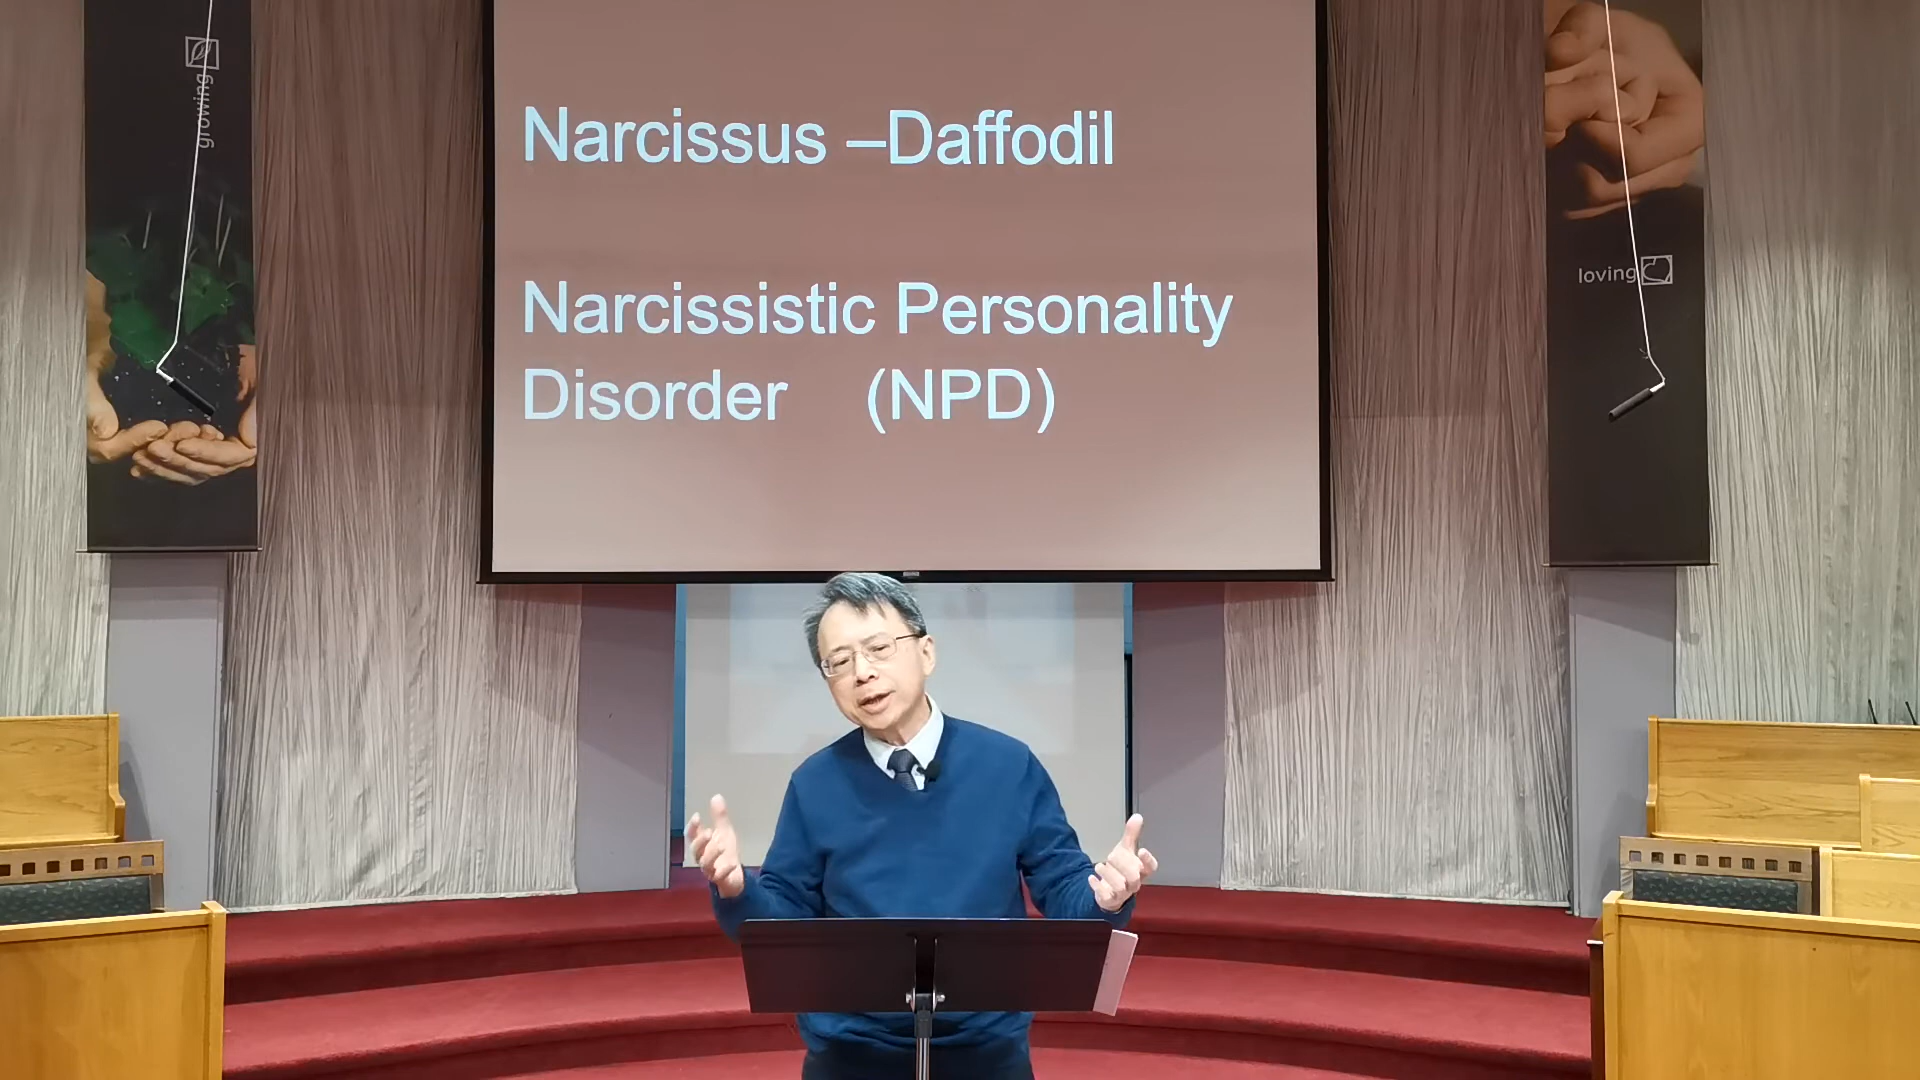 growing
Narcissus –Daffodil
Narcissistic Personality
Disorder (NPD)
loving